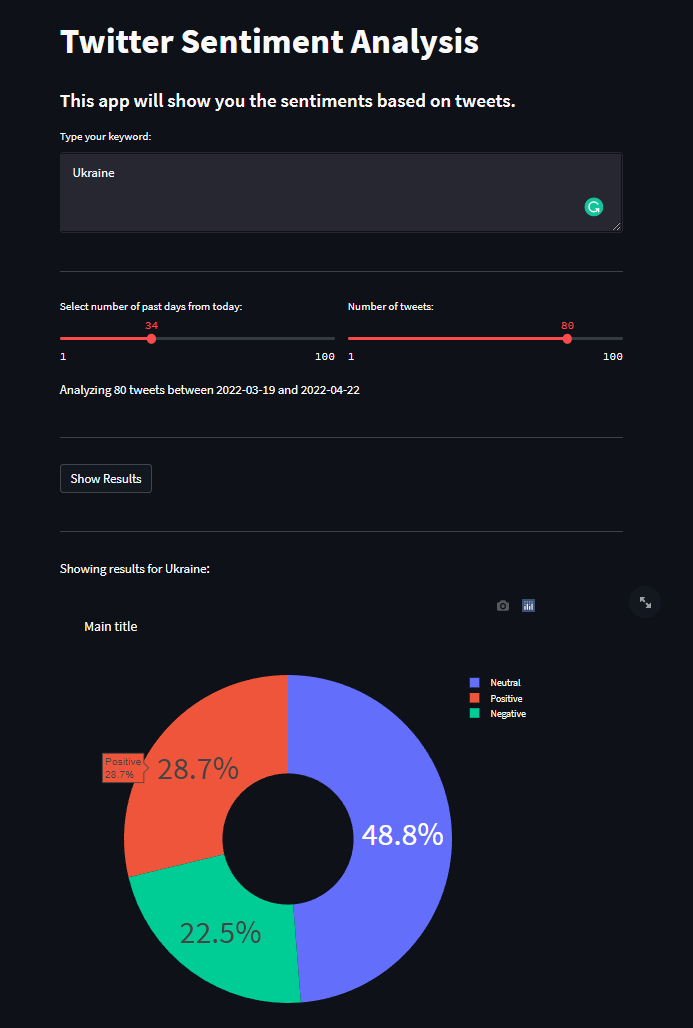 Twitter Sentiment Analysis
This app will show you the sentiments based on tweets.
Type your keyword:
Ukraine
Select number of past days from today:
Number of tweets:
34
80
1
100
1
100
Analyzing 80 tweets between 2022-03-19 and 2022-04-22
Show Results
Showing results for Ukraine:
Main title
Neutral
Positive
Negative
Positive
28.7%
28.7%
48.8%
22.5%